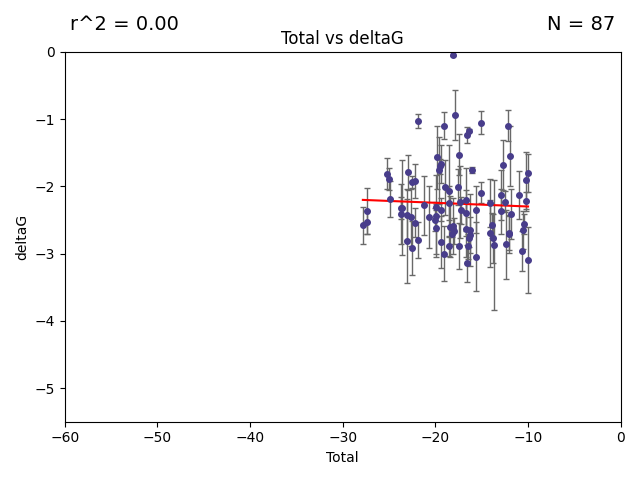 r^2 = 0.00
N = 87
Total vs deltaG
0
−1
−2
−3
−4
−5
deltaG
−60
−50
−40
−30
−20
−10
0
Total